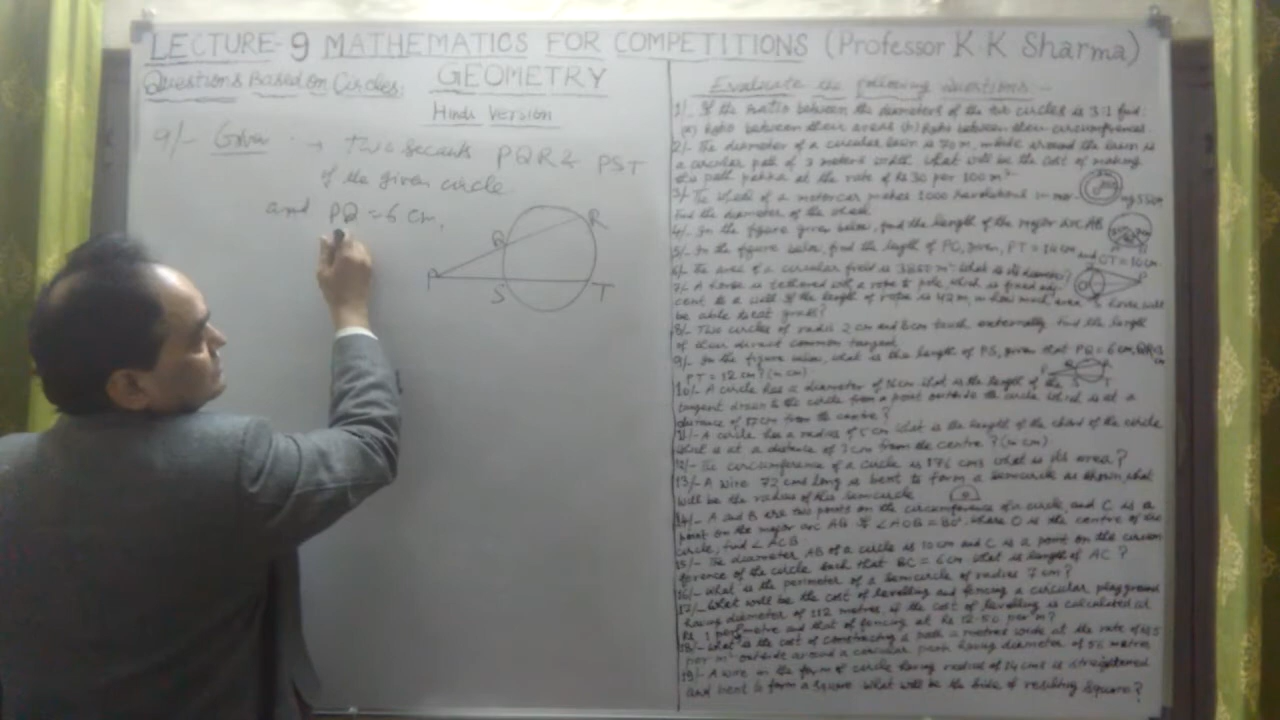 LECTURE-9 MATHEMATICS FOR COMPETITIONS (Professor K K Sharma)
Questions Based on Circles:
GEOMETRY
Hindi Version
9/- Given :- → Two secants PQR & PST
of the given circle
and PQ = 6 cm,
P
Q
R
S
T
Evaluate the following Questions :-
1/- If the ratio between the diameters of the two circles is 3:1 find:
(a) Ratio between their areas (b) Ratio between their circumferences.
2/- The diameter of a circular lawn is 70 m, outside around the lawn is
a circular path of 7 meters width. What will be the cost of making
this path pakka at the rate of Rs 30 per 100 m²
3/- The wheel of a motorcar makes 1000 revolutions in mov-
Find the diameter of the wheel.
4/- In the figure given below, find the length of the major arc AB
5/- In the figure below, find the length of PO, given, PT = 14 cm, and OT = 10 cm.
6/- The area of a circular field is 3850 m² what is its diameter?
7/- A horse is tethered with a rope to pole, which is fixed adj-
cent to a wall. If the length of rope is 42 m, in how much area horse will
be able to eat grass?
8/- Two circles of radius 2 cm and 8 cm touch externally find the length
of their direct common tangent.
9/- In the figure below, what is the length of PS, given that PQ = 6 cm, QR =
PT = 12 cm? (in cm)
10/- A circle has a diameter of 16 cm what is the length of the
tangent drawn to the circle from a point outside the circle which is at a
distance of 17 cm from the centre?
11/- A circle has a radius of 5 cm what is the length of the chord of the circle
what is at a distance of 3 cm from the centre? (in cm)
12/- The circumference of a circle is 176 cms what is its area?
13/- A wire 72 cms long is bent to form a semicircle as shown, what
will be the radius of this semicircle
14/- A and B are two points on the circumference of a circle, and C is a
point on the major arc AB. If ∠AOB = 80°, where O is the centre of the
circle, find ∠ACB
15/- The diameter AB of a circle is 10 cm and C is a point on the circum
ference of the circle such that BC = 6 cm what is length of AC?
16/- What is the perimeter of a semicircle of radius 7 cm?
17/- What will be the cost of levelling and fencing a circular playground
having diameter of 112 metres, if the cost of levelling is calculated at
Rs 1 per metre and that of fencing at Rs 12.50 per m?
18/- What is the cost of constructing a path metres wide at the rate of Rs 5
per m² outside around a circular park having diameter of 56 metres
19/- A wire in the form of circle having radius of 14 cms is straightened
and bent to form a square what will be the side of resulting square?